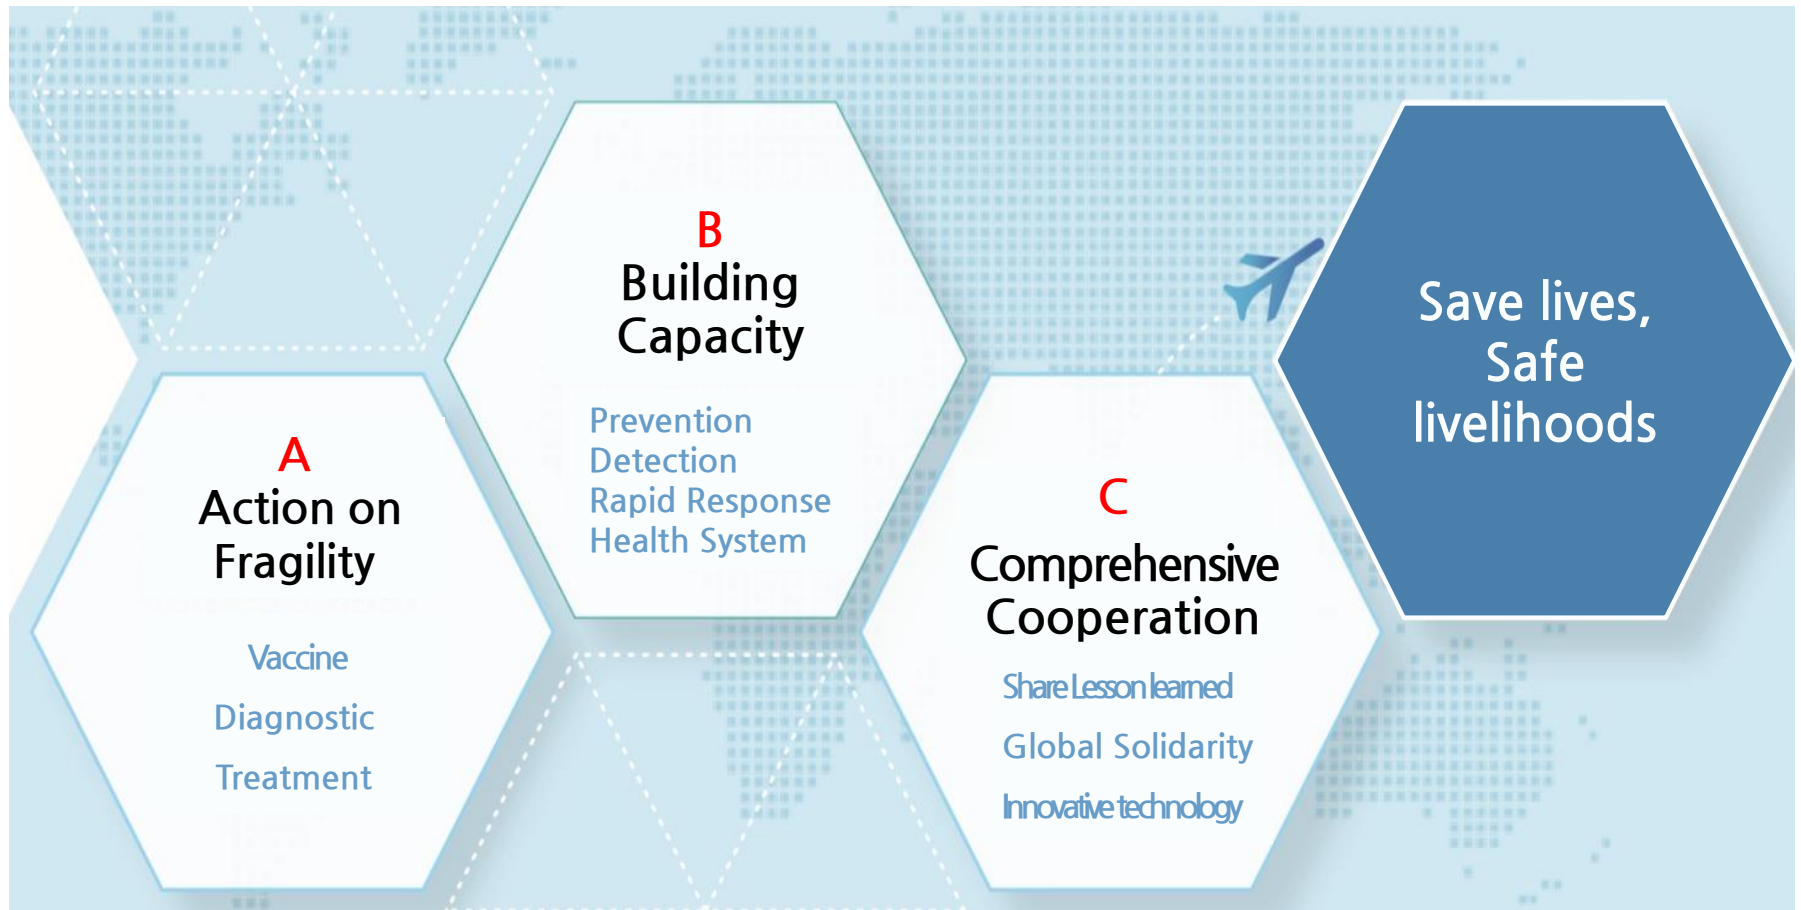 A
Action on
Fragility
Vaccine
Diagnostic
Treatment
B
Building
Capacity
Prevention
Detection
Rapid Response
Health System
C
Comprehensive
Cooperation
Share Lesson learned
Global Solidarity
Innovative technology
Save lives,
Safe
livelihoods